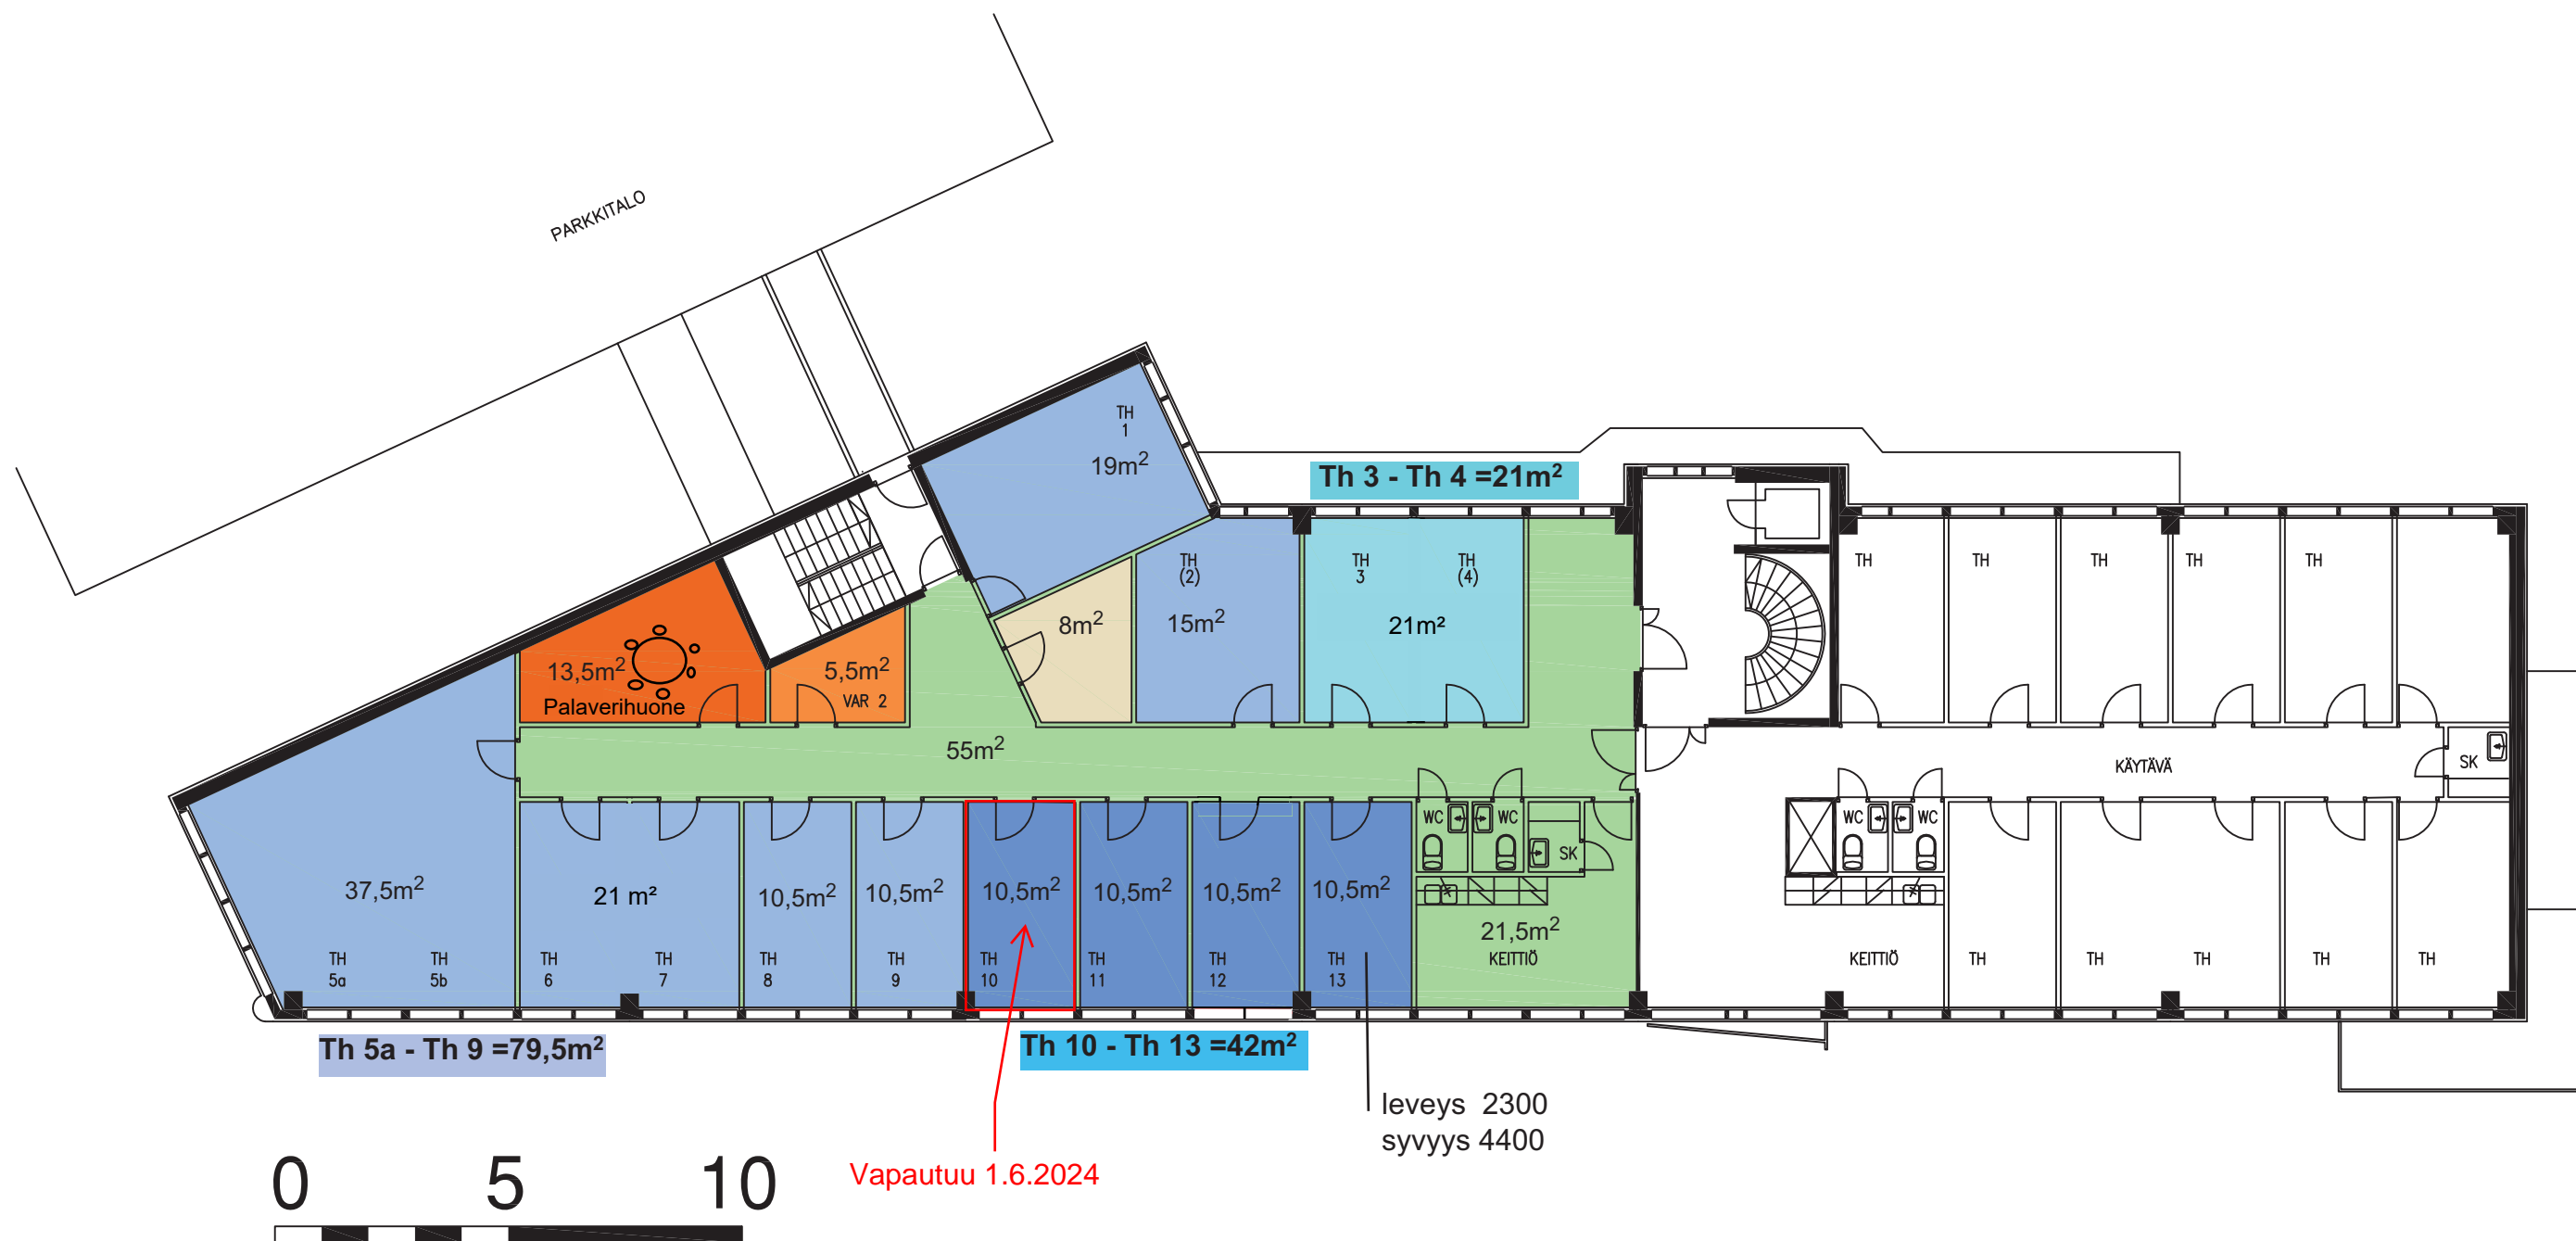 PARKKITALO
TH
1
19m²
Th 3 - Th 4 =21m²
TH
(2)
15m²
TH
3
TH
(4)
21m²
8m²
13,5m²
Palaverihuone
5,5m²
VAR 2
55m²
TH
TH
TH
TH
TH
KÄYTÄVÄ
SK
37,5m²
TH
5a
TH
5b
21 m²
TH
6
TH
7
10,5m²
TH
8
10,5m²
TH
9
10,5m²
TH
10
10,5m²
TH
11
10,5m²
TH
12
10,5m²
TH
13
WC
WC
SK
21,5m²
KEITTIÖ
WC
WC
KEITTIÖ
TH
TH
TH
TH
TH
Th 5a - Th 9 =79,5m²
Th 10 - Th 13 =42m²
leveys 2300
syvyys 4400
Vapautuu 1.6.2024
0 5 10